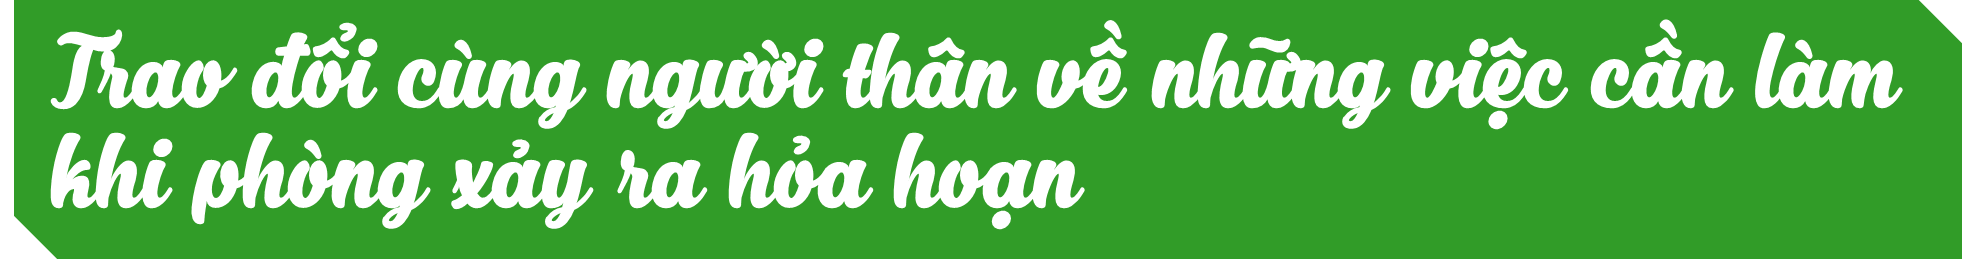 Trao đổi cùng người thân về những việc cần làm
khi phòng xảy ra hỏa hoạn